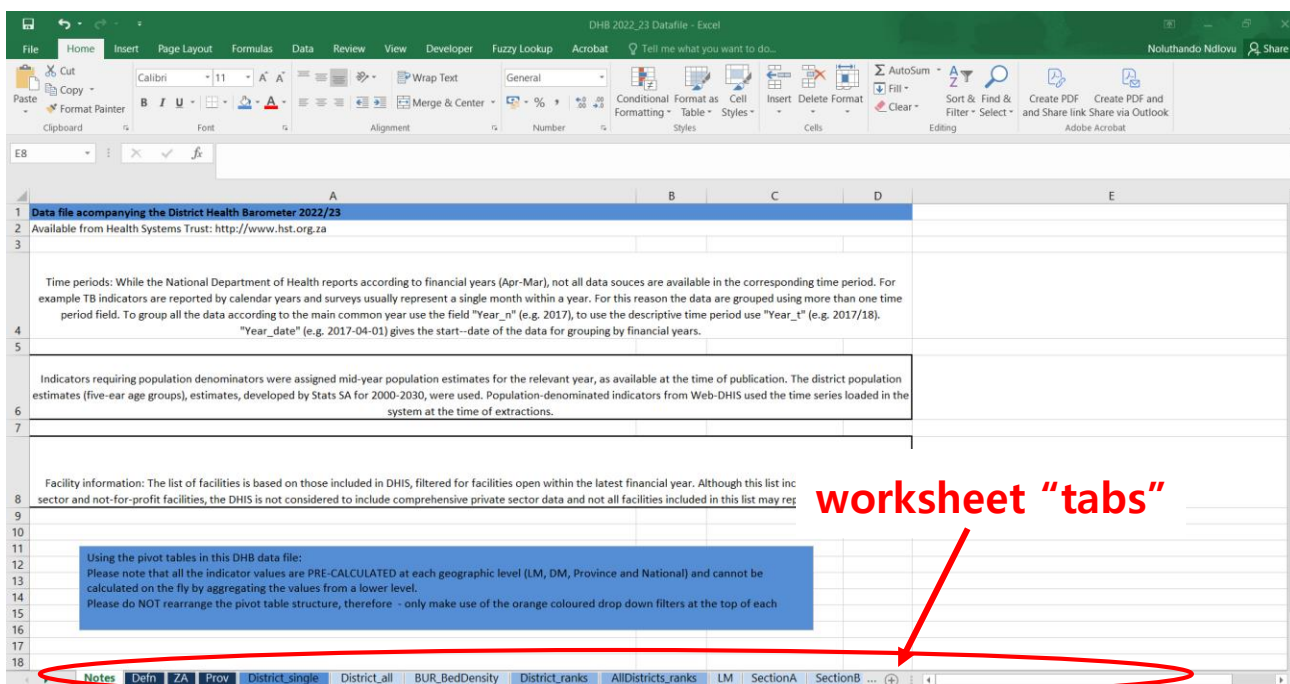 DHB 2022_23 Datafile - Excel
File Home Insert Page Layout Formulas Data Review View Developer Fuzzy Lookup Acrobat Tell me what you want to do... Noluthando Ndlovu Share
Paste
Cut
Copy
Format Painter
Clipboard
Calibri 11
B I U
Font
Wrap Text
Merge & Center
Alignment
General
Number
Conditional Formatting
Format as Table
Cell Styles
Styles
Insert Delete Format
Cells
AutoSum
Fill
Clear
Sort & Filter
Find & Select
Editing
Create PDF and Share link
Create PDF and Share via Outlook
Adobe Acrobat
E8 fx
A B C D E
1 Data file acompanying the District Health Barometer 2022/23
2 Available from Health Systems Trust: http://www.hst.org.za
3
Time periods: While the National Department of Health reports according to financial years (Apr-Mar), not all data souces are available in the corresponding time period. For
example TB indicators are reported by calendar years and surveys usually represent a single month within a year. For this reason the data are grouped using more than one time
period field. To group all the data according to the main common year use the field "Year_n" (e.g. 2017), to use the descriptive time period use "Year_t" (e.g. 2017/18).
4 "Year_date" (e.g. 2017-04-01) gives the start--date of the data for grouping by financial years.
5
Indicators requiring population denominators were assigned mid-year population estimates for the relevant year, as available at the time of publication. The district population
estimates (five-ear age groups), estimates, developed by Stats SA for 2000-2030, were used. Population-denominated indicators from Web-DHIS used the time series loaded in the
6 system at the time of extractions.
7
Facility information: The list of facilities is based on those included in DHIS, filtered for facilities open within the latest financial year. Although this list inc
8 sector and not-for-profit facilities, the DHIS is not considered to include comprehensive private sector data and not all facilities included in this list may rep
worksheet “tabs”
9
10
11
Using the pivot tables in this DHB data file:
12
Please note that all the indicator values are PRE-CALCULATED at each geographic level (LM, DM, Province and National) and cannot be
13
calculated on the fly by aggregating the values from a lower level.
14
Please do NOT rearrange the pivot table structure, therefore - only make use of the orange coloured drop down filters at the top of each
15
16
17
18
Notes Defn ZA Prov District_single District_all BUR_BedDensity District_ranks AllDistricts_ranks LM SectionA SectionB ...